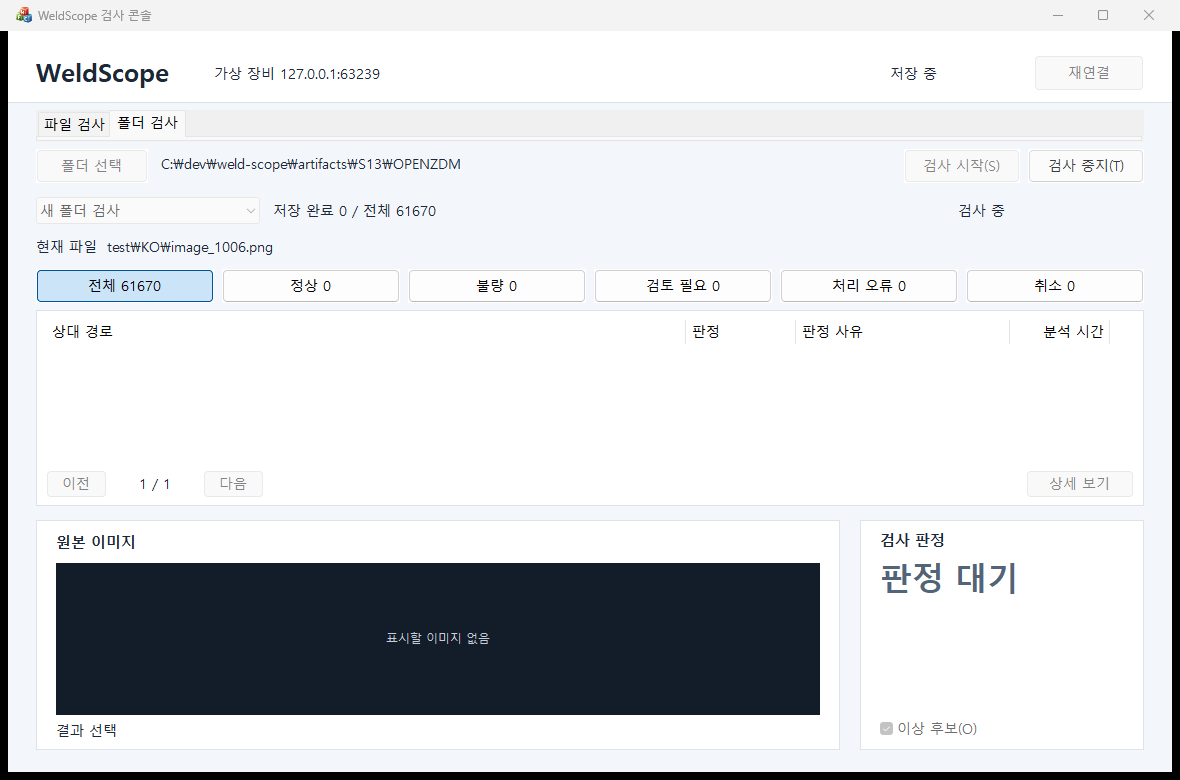 WeldScope 검사 콘솔
WeldScope 가상 장비 127.0.0.1:63239 저장 중 재연결
파일 검사 폴더 검사
폴더 선택 C:₩dev₩weld-scope₩artifacts₩S13₩OPENZDM 검사 시작(S) 검사 중지(T)
새 폴더 검사 저장 완료 0 / 전체 61670 검사 중
현재 파일 test₩KO₩image_1006.png
전체 61670 정상 0 불량 0 검토 필요 0 처리 오류 0 취소 0
상대 경로 판정 판정 사유 분석 시간
이전 1 / 1 다음 상세 보기
원본 이미지
표시할 이미지 없음
결과 선택
검사 판정
판정 대기
이상 후보(O)